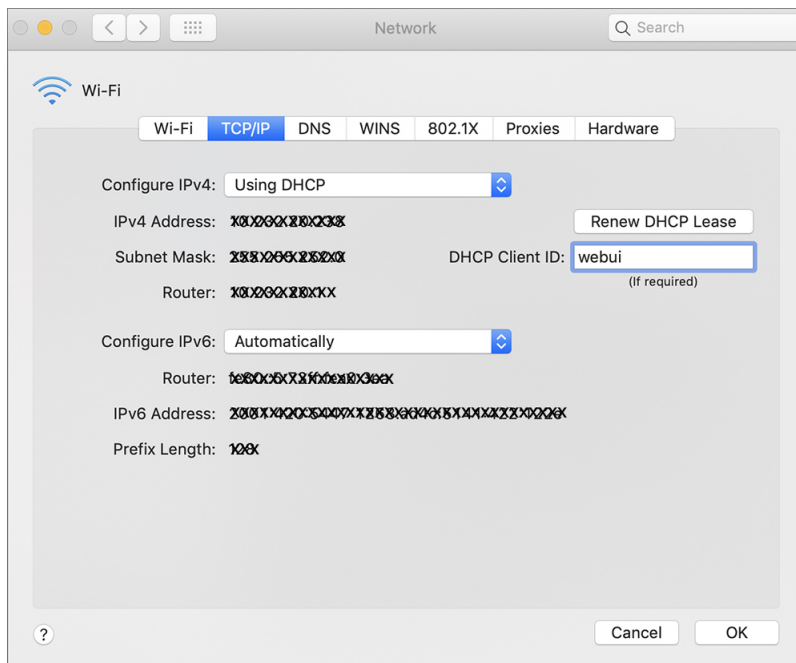 Network
Search
Wi-Fi
Wi-Fi TCP/IP DNS WINS 802.1X Proxies Hardware
Configure IPv4: Using DHCP
IPv4 Address: Renew DHCP Lease
Subnet Mask: DHCP Client ID: webui
Router: (If required)
Configure IPv6: Automatically
Router:
IPv6 Address:
Prefix Length:
? Cancel OK